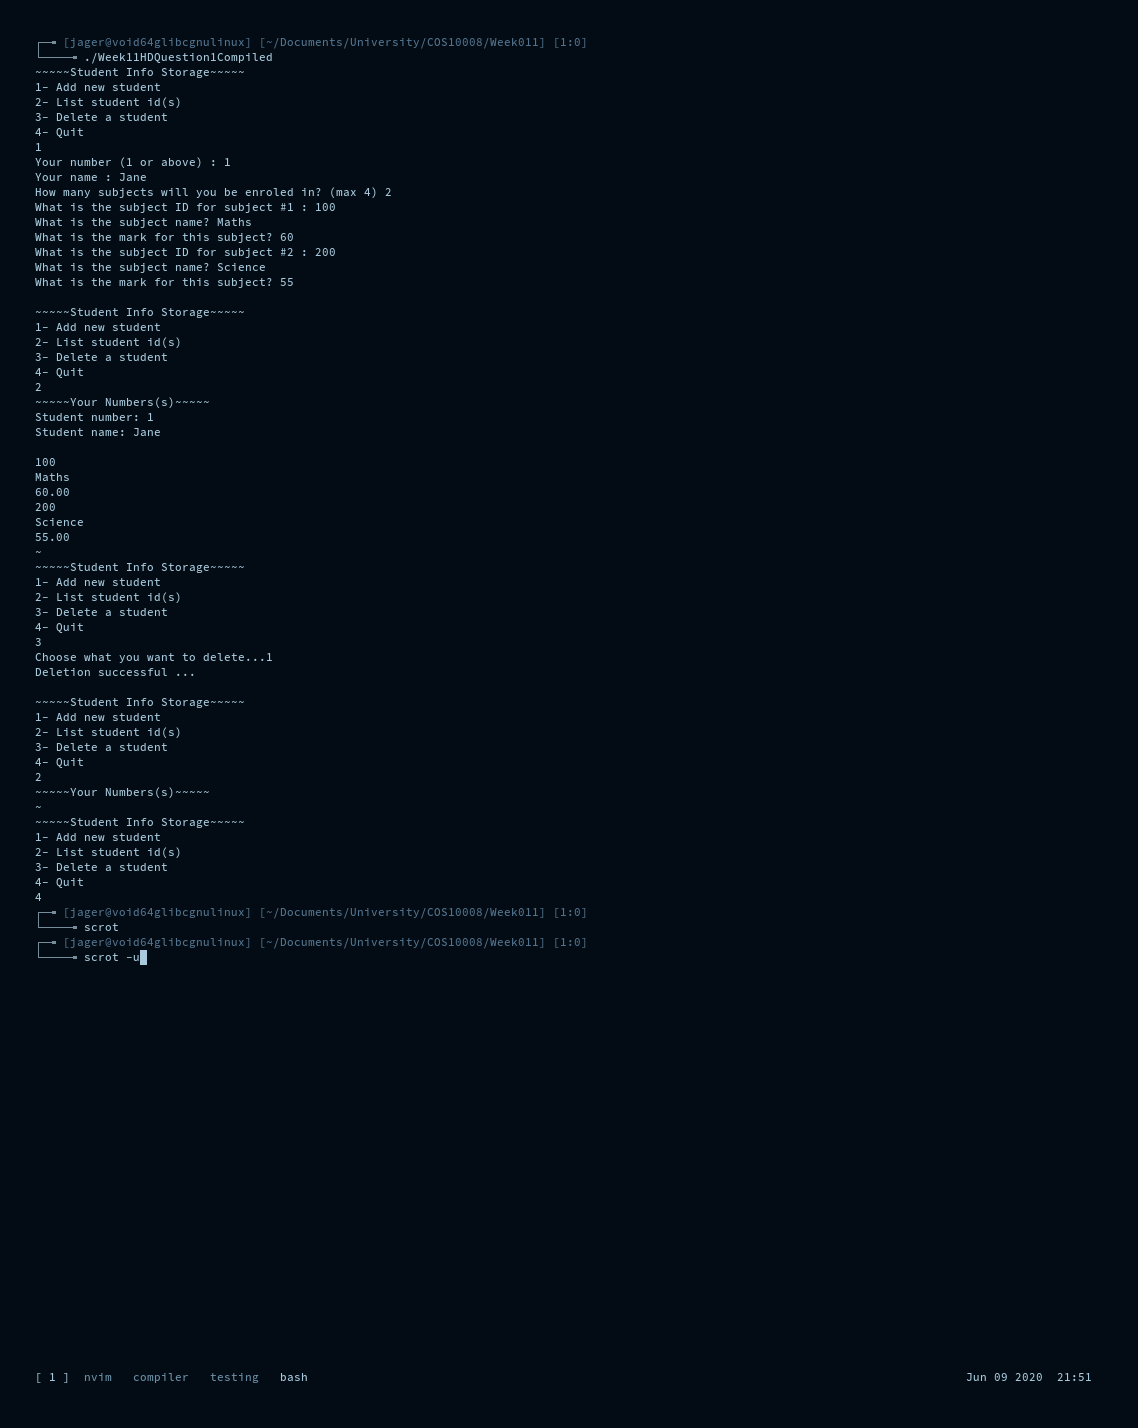 ┌─╼ [jager@void64glibcgnulinux] [~/Documents/University/COS10008/Week011] [1:0]
└────╼ ./Week11HDQuestion1Compiled
~~~~~Student Info Storage~~~~~
1- Add new student
2- List student id(s)
3- Delete a student
4- Quit
1
Your number (1 or above) : 1
Your name : Jane
How many subjects will you be enroled in? (max 4) 2
What is the subject ID for subject #1 : 100
What is the subject name? Maths
What is the mark for this subject? 60
What is the subject ID for subject #2 : 200
What is the subject name? Science
What is the mark for this subject? 55
~~~~~Student Info Storage~~~~~
1- Add new student
2- List student id(s)
3- Delete a student
4- Quit
2
~~~~~Your Numbers(s)~~~~~
Student number: 1
Student name: Jane
100
Maths
60.00
200
Science
55.00
~
~~~~~Student Info Storage~~~~~
1- Add new student
2- List student id(s)
3- Delete a student
4- Quit
3
Choose what you want to delete...1
Deletion successful ...
~~~~~Student Info Storage~~~~~
1- Add new student
2- List student id(s)
3- Delete a student
4- Quit
2
~~~~~Your Numbers(s)~~~~~
~
~~~~~Student Info Storage~~~~~
1- Add new student
2- List student id(s)
3- Delete a student
4- Quit
4
┌─╼ [jager@void64glibcgnulinux] [~/Documents/University/COS10008/Week011] [1:0]
└────╼ scrot
┌─╼ [jager@void64glibcgnulinux] [~/Documents/University/COS10008/Week011] [1:0]
└────╼ scrot -u
[ 1 ] nvim compiler testing bash Jun 09 2020 21:51